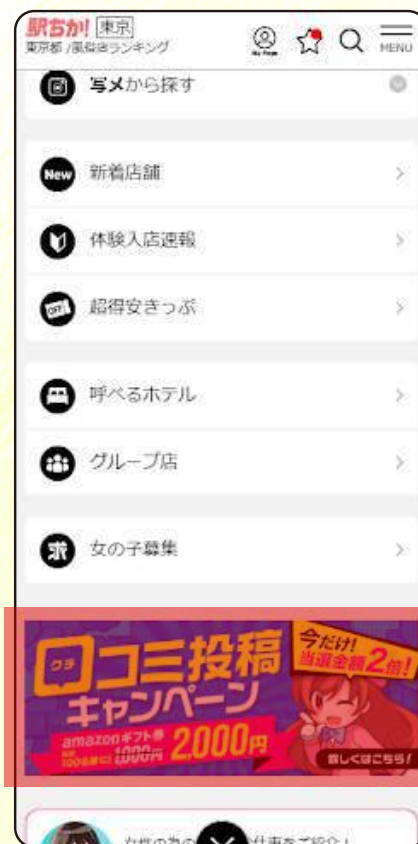 駅ちか! 東京
東京都 /風俗店ランキング
My Page
MENU
写メから探す
New 新着店舗
体験入店速報
OFF 超得安きっぷ
呼べるホテル
グループ店
求 女の子募集
クチ
口コミ投稿
キャンペーン
今だけ!
当選金額2倍!
amazonギフト券
100名様に! 1,000円 2,000円
詳しくはこちら!
女性の為の
仕事をご紹介！